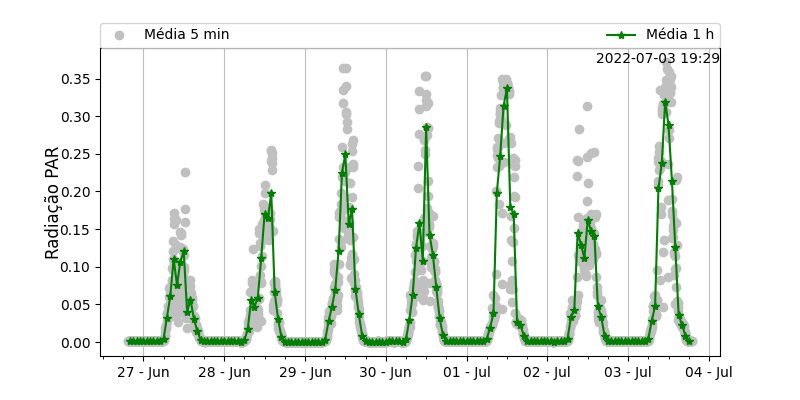 Média 5 min
Média 1 h
2022-07-03 19:29
Radiação PAR
0.35
0.30
0.25
0.20
0.15
0.10
0.05
0.00
27 - Jun
28 - Jun
29 - Jun
30 - Jun
01 - Jul
02 - Jul
03 - Jul
04 - Jul